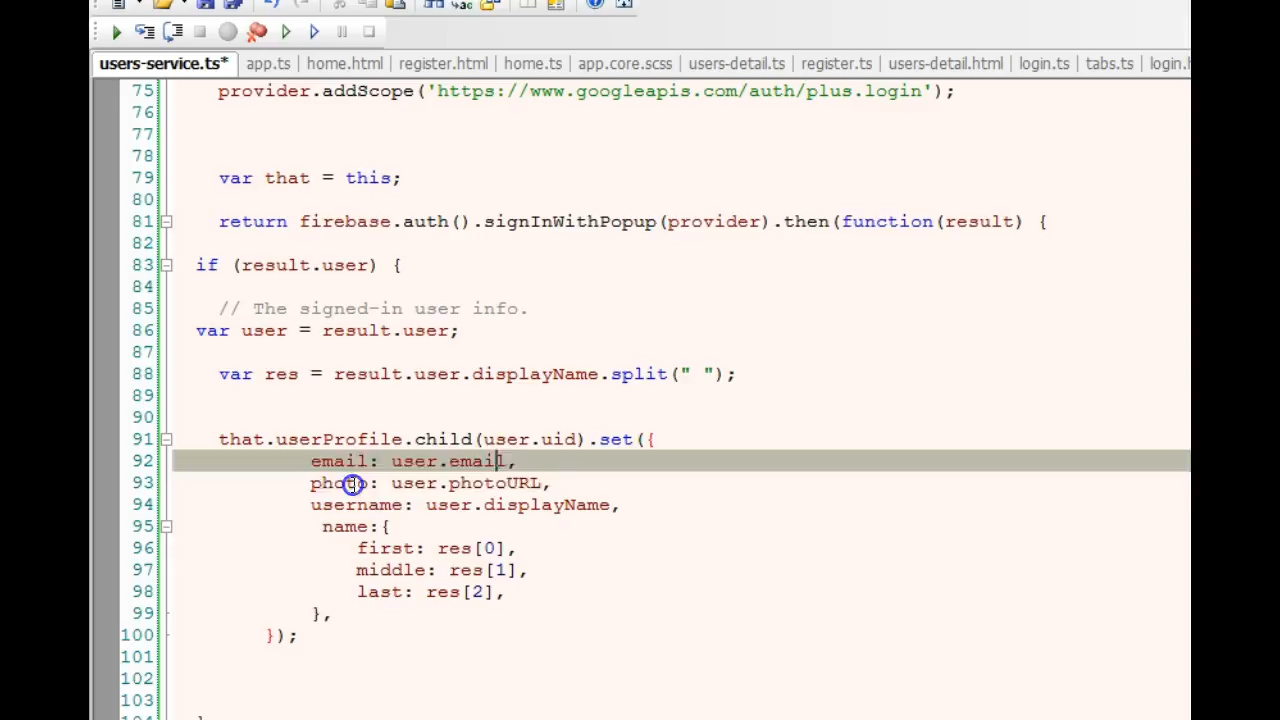 users-service.ts* app.ts home.html register.html home.ts app.core.scss users-detail.ts register.ts users-detail.html login.ts tabs.ts login.h
75 provider.addScope('https://www.googleapis.com/auth/plus.login');
76
77
78
79 var that = this;
80
81 return firebase.auth().signInWithPopup(provider).then(function(result) {
82
83 if (result.user) {
84
85 // The signed-in user info.
86 var user = result.user;
87
88 var res = result.user.displayName.split(" ");
89
90
91 that.userProfile.child(user.uid).set({
92 email: user.email,
93 photo: user.photoURL,
94 username: user.displayName,
95 name:{
96 first: res[0],
97 middle: res[1],
98 last: res[2],
99 },
100 });
101
102
103